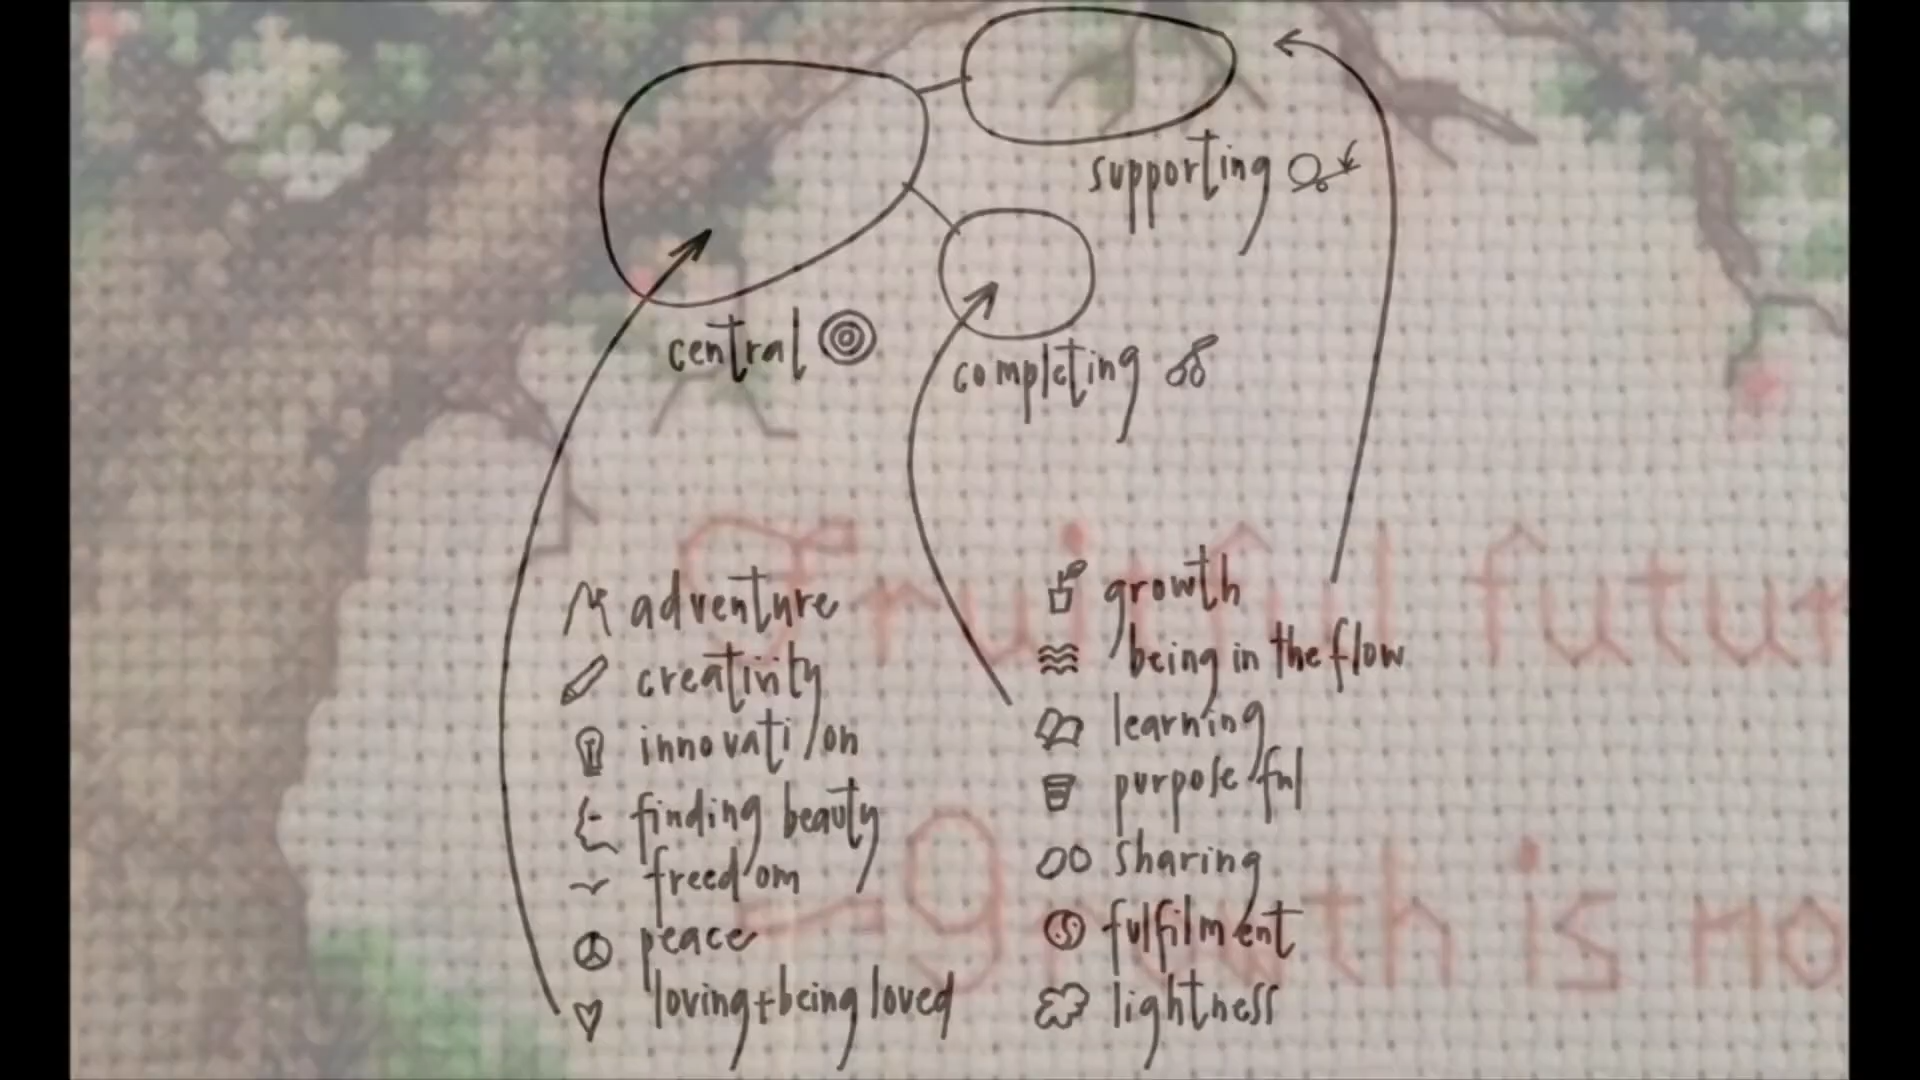 supporting
central
completing
adventure
creativity
innovation
finding beauty
freedom
peace
loving + being loved
growth
being in the flow
learning
purposeful
sharing
fulfilment
lightness
Fruitful futur
Growth is no